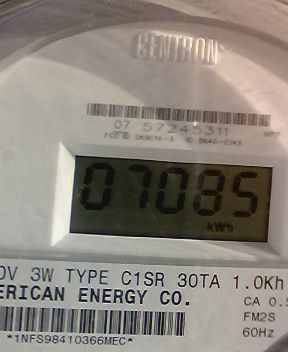 CENTRON®
07 57245311
07085
kWh
0V 3W TYPE C1SR 30TA 1.0Kh
ERICAN ENERGY CO.
CA 0.5
FM2S
60Hz
*1NFS98410366MEC*